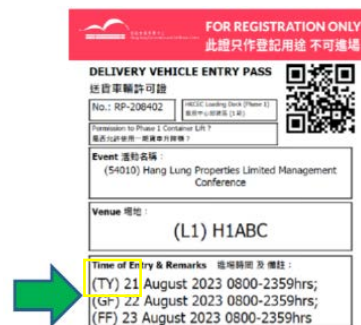 FOR REGISTRATION ONLY
此證只作登記用途 不可進場
DELIVERY VEHICLE ENTRY PASS
送貨車輛許可證
No.: RP-208402
HKCEC Loading Dock (Phase 1)
Permission to Phase 1 Container Lift ?
Event 活動名稱 :
(54010) Hang Lung Properties Limited Management
Conference
Venue 場地 :
(L1) H1ABC
Time of Entry & Remarks 進場時間 及 備註 :
(TY) 21 August 2023 0800-2359hrs;
(GF) 22 August 2023 0800-2359hrs;
(FF) 23 August 2023 0800-2359hrs